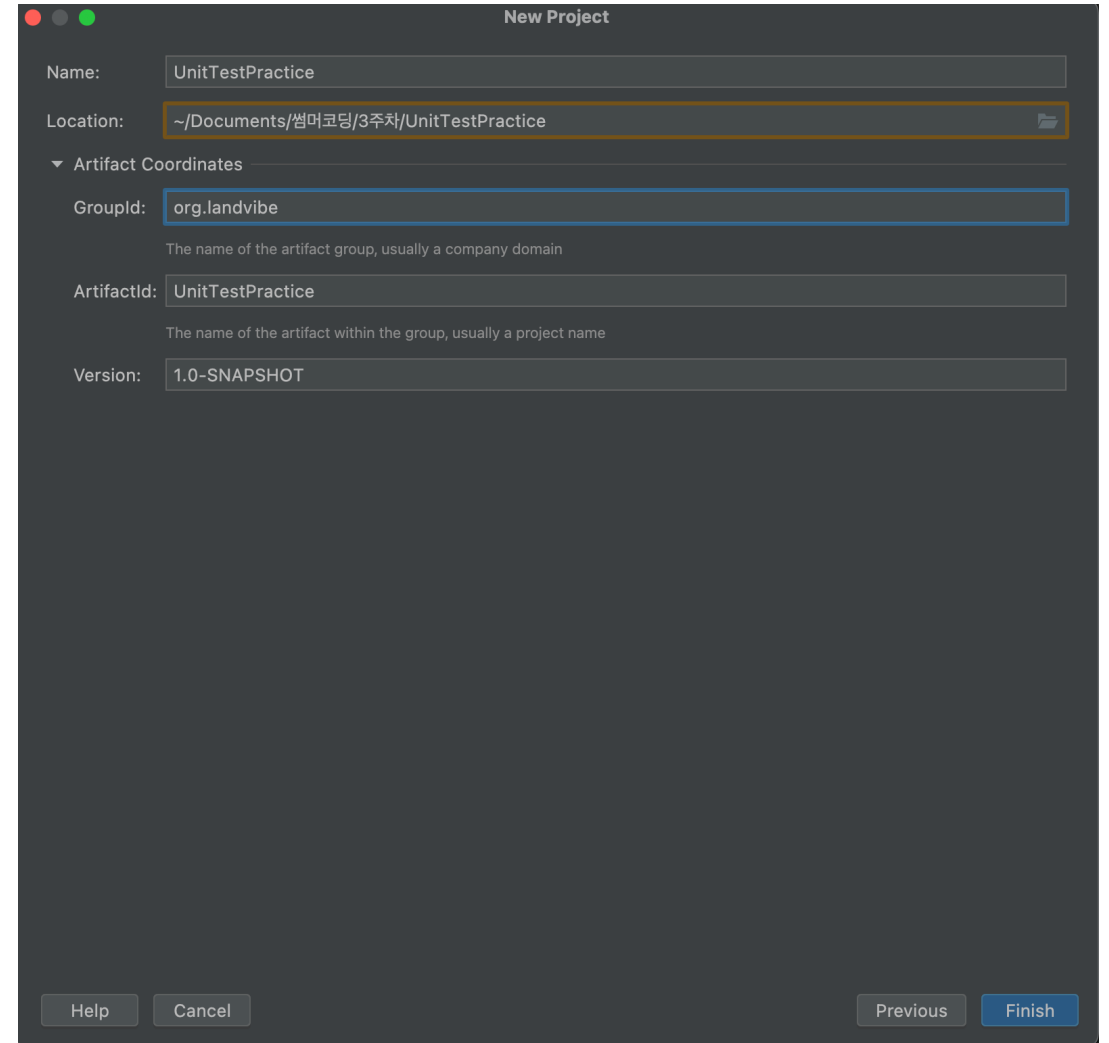 New Project
Name: UnitTestPractice
Location: ~/Documents/썸머코딩/3주차/UnitTestPractice
Artifact Coordinates
GroupId: org.landvibe
The name of the artifact group, usually a company domain
ArtifactId: UnitTestPractice
The name of the artifact within the group, usually a project name
Version: 1.0-SNAPSHOT
Help Cancel Previous Finish